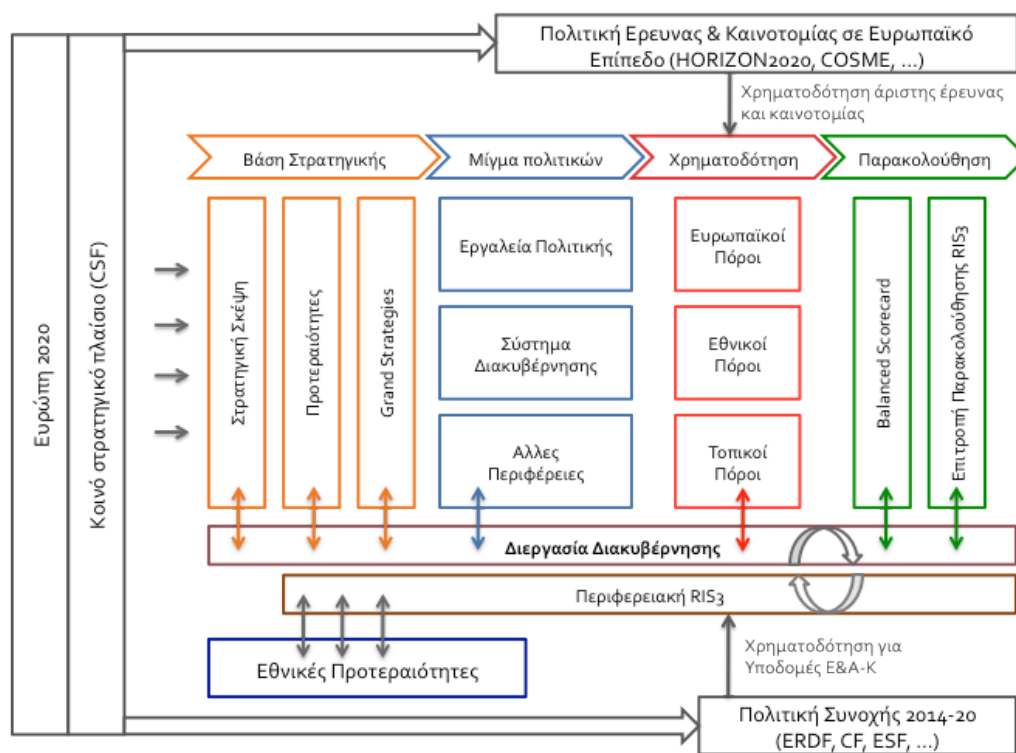 Ευρώπη 2020
Κοινό στρατηγικό πλαίσιο (CSF)
Πολιτική Ερευνας & Καινοτομίας σε Ευρωπαϊκό
Επίπεδο (HORIZON2020, COSME, ...)
Χρηματοδότηση άριστης έρευνας
και καινοτομίας
Βάση Στρατηγικής
Μίγμα πολιτικών
Χρηματοδότηση
Παρακολούθηση
Στρατηγική Σκέψη
Προτεραιότητες
Grand Strategies
Εργαλεία Πολιτικής
Σύστημα
Διακυβέρνησης
Αλλες
Περιφέρειες
Ευρωπαϊκοί
Πόροι
Εθνικοί
Πόροι
Τοπικοί
Πόροι
Balanced Scorecard
Επιτροπή Παρακολούθησης RIS3
Διεργασία Διακυβέρνησης
Περιφερειακή RIS3
Εθνικές Προτεραιότητες
Χρηματοδότηση για
Υποδομές Ε&Α-Κ
Πολιτική Συνοχής 2014-20
(ERDF, CF, ESF, ...)